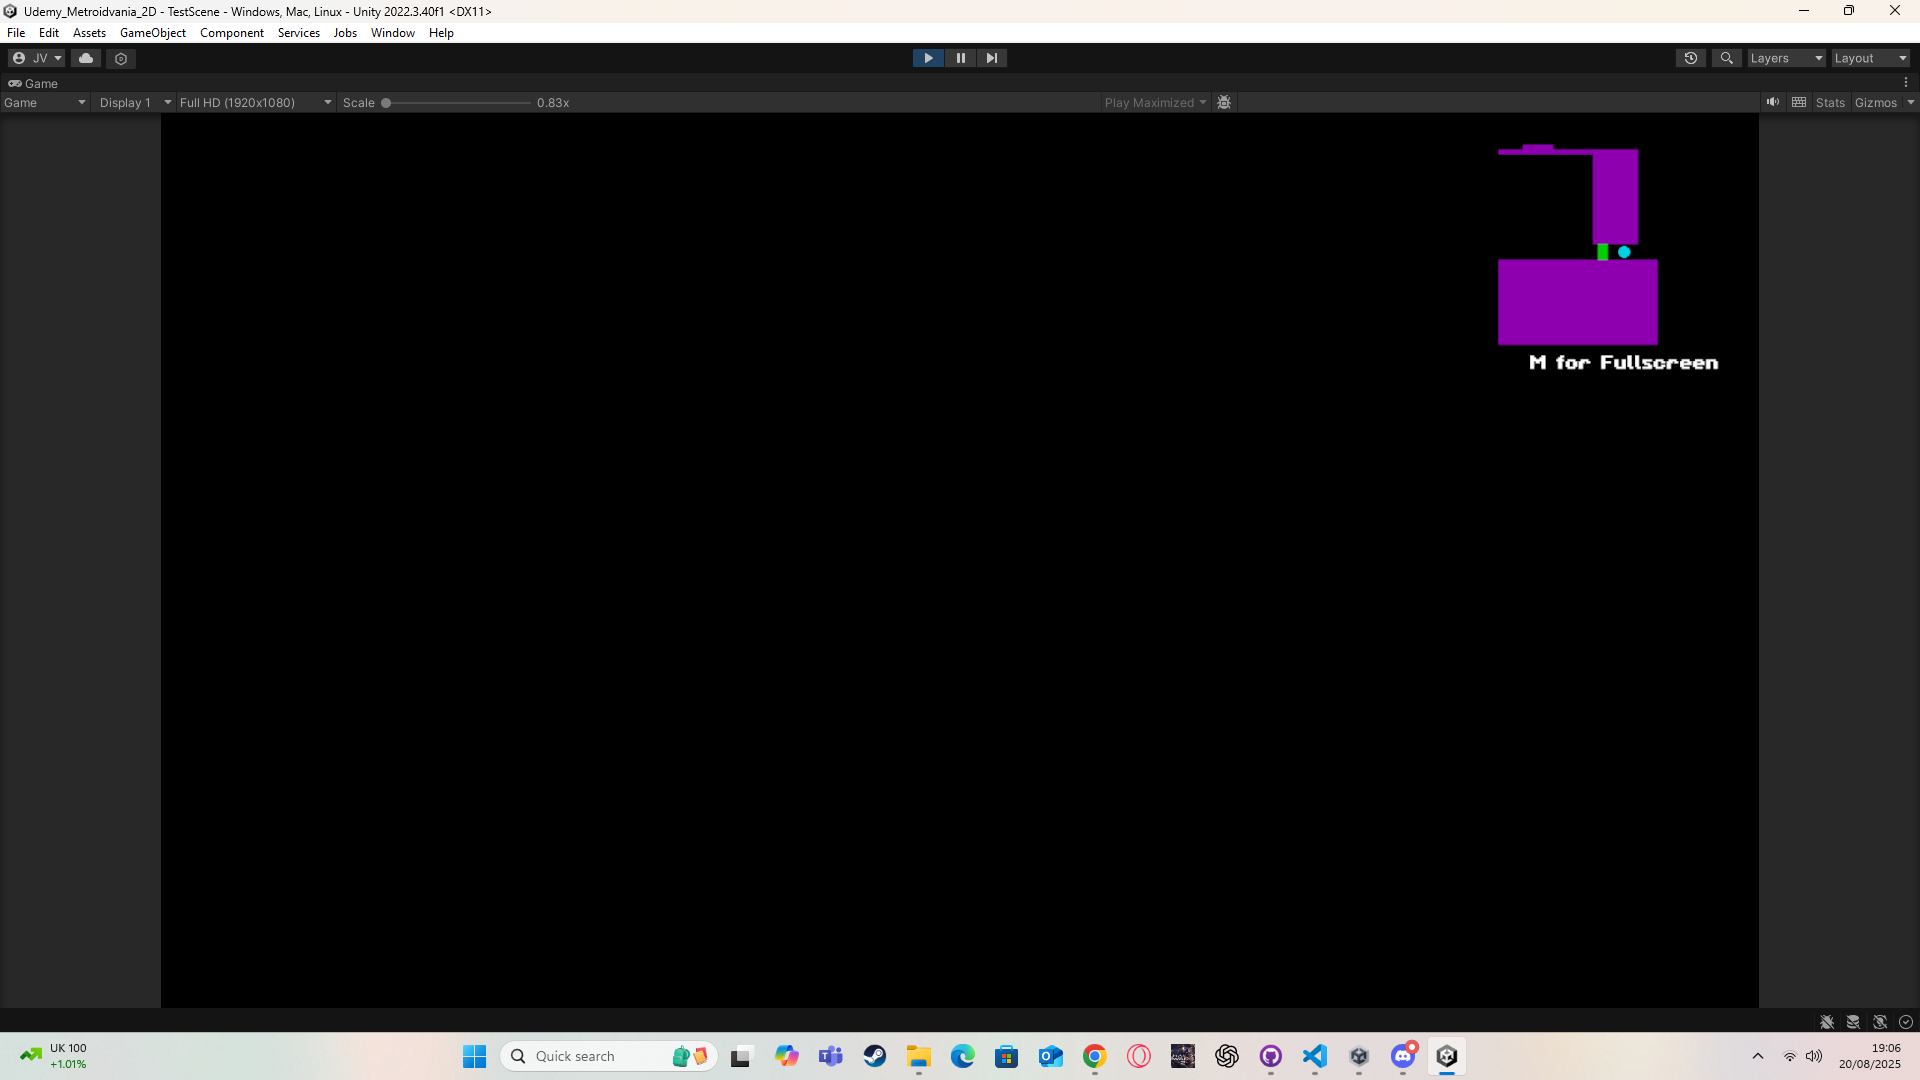 Udemy_Metroidvania_2D - TestScene - Windows, Mac, Linux - Unity 2022.3.40f1 <DX11>
File Edit Assets GameObject Component Services Jobs Window Help
JV Layers Layout
Game
Game Display 1 Full HD (1920x1080) Scale 0.83x Play Maximized Stats Gizmos
M for Fullscreen
UK 100
+1.01%
Quick search
19:06
20/08/2025